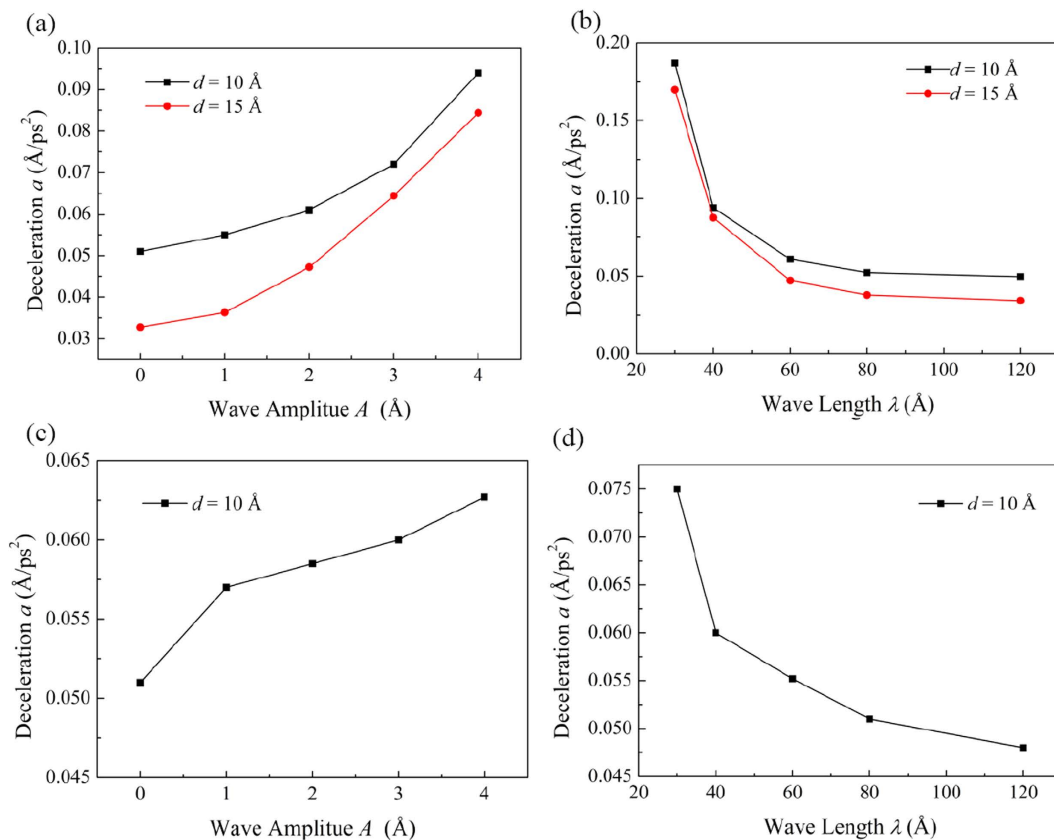 (a)
0.10
0.09
0.08
0.07
0.06
0.05
0.04
0.03
Deceleration a (Å/ps²)
d = 10 Å
d = 15 Å
0 1 2 3 4
Wave Amplitue A (Å)
(b)
0.20
0.15
0.10
0.05
0.00
Deceleration a (Å/ps²)
d = 10 Å
d = 15 Å
20 40 60 80 100 120
Wave Length λ (Å)
(c)
0.065
0.060
0.055
0.050
0.045
Deceleration a (Å/ps²)
d = 10 Å
0 1 2 3 4
Wave Amplitue A (Å)
(d)
0.075
0.070
0.065
0.060
0.055
0.050
0.045
Deceleration a (Å/ps²)
d = 10 Å
20 40 60 80 100 120
Wave Length λ (Å)